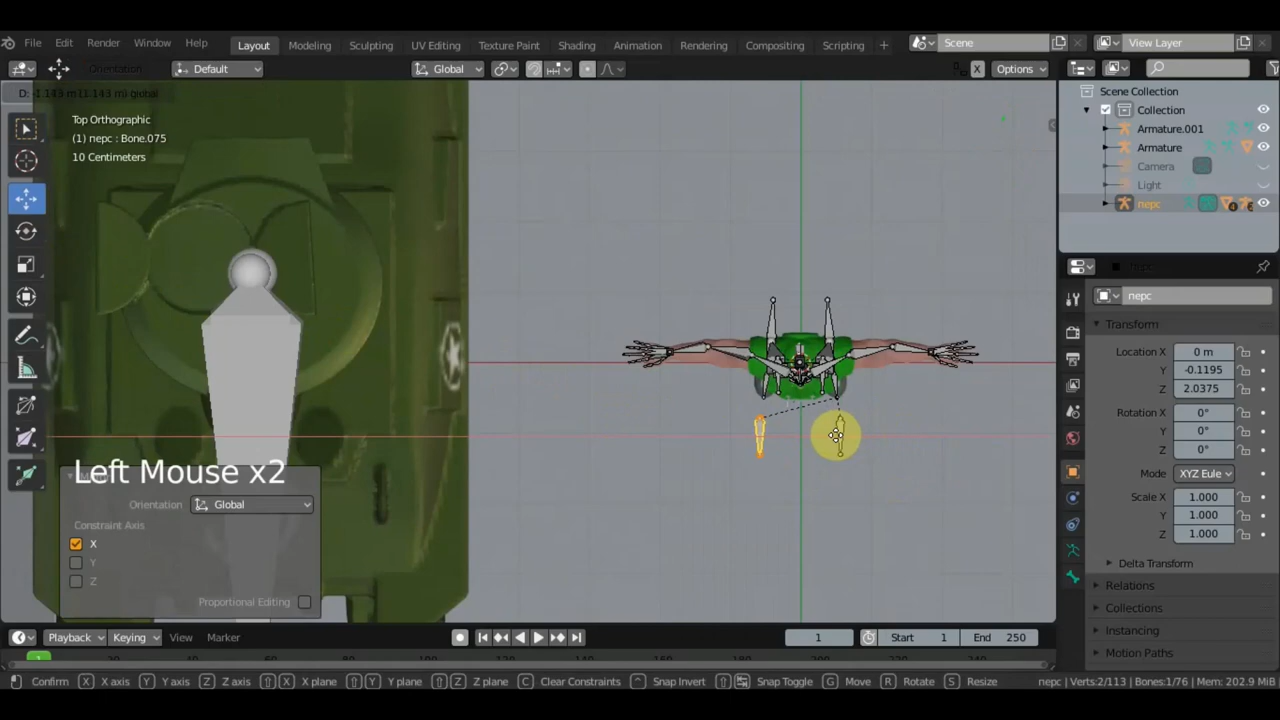 File Edit Render Window Help Layout Modeling Sculpting UV Editing Texture Paint Shading Animation Rendering Compositing Scripting + Scene View Layer
Orientation: Default Global X Options
D: -1.143 m (1.143 m) global
Top Orthographic
(1) nepc : Bone.075
10 Centimeters
Left Mouse x2
Orientation Global
Constraint Axis
X
Y
Z
Proportional Editing
Scene Collection
Collection
Armature.001
Armature
Camera
Light
nepc
nepc
nepc
Transform
Location X 0 m
Y -0.1195
Z 2.0375
Rotation X 0°
Y 0°
Z 0°
Mode XYZ Eule
Scale X 1.000
Y 1.000
Z 1.000
Delta Transform
Relations
Collections
Instancing
Motion Paths
Playback Keying View Marker 1 Start 1 End 250
1
Confirm X X axis Y Y axis Z Z axis X X plane Y Y plane Z Z plane C Clear Constraints ^ Snap Invert Snap Toggle G Move R Rotate S Resize nepc | Verts:2/113 | Bones:1/76 | Mem: 202.9 MiB